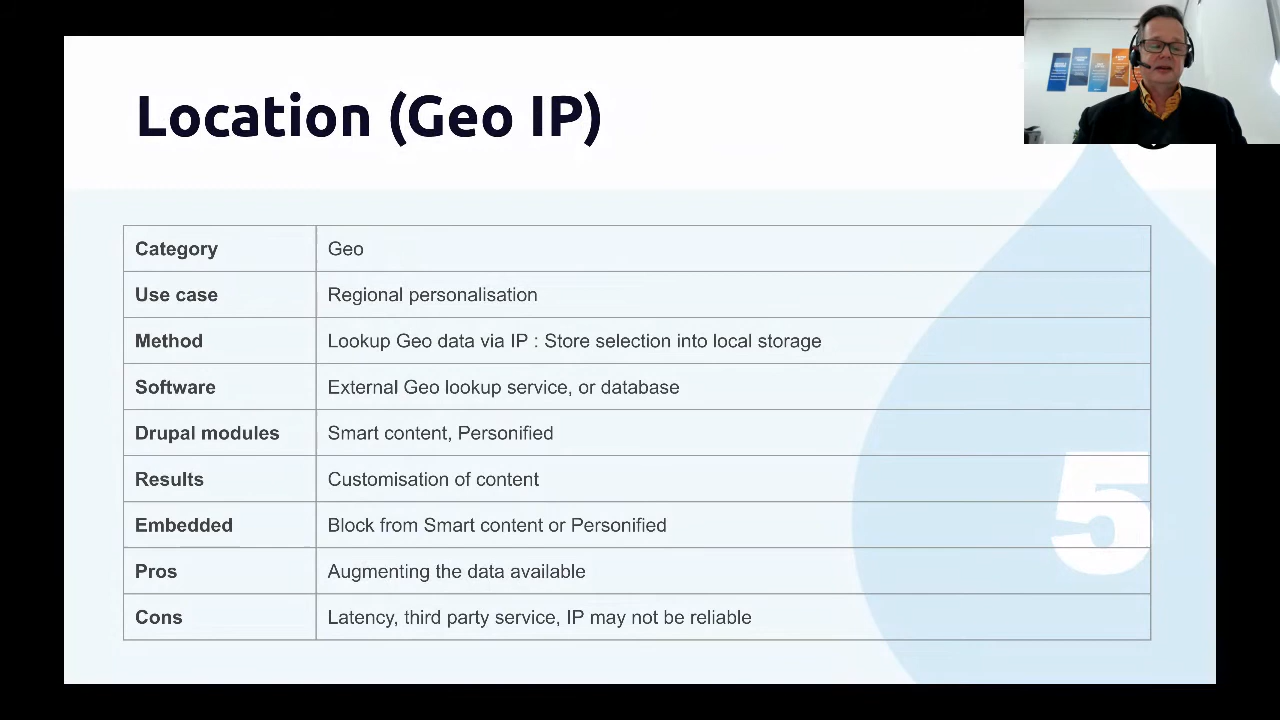 Location (Geo IP)
Category Geo
Use case Regional personalisation
Method Lookup Geo data via IP : Store selection into local storage
Software External Geo lookup service, or database
Drupal modules Smart content, Personified
Results Customisation of content
Embedded Block from Smart content or Personified
Pros Augmenting the data available
Cons Latency, third party service, IP may not be reliable
5